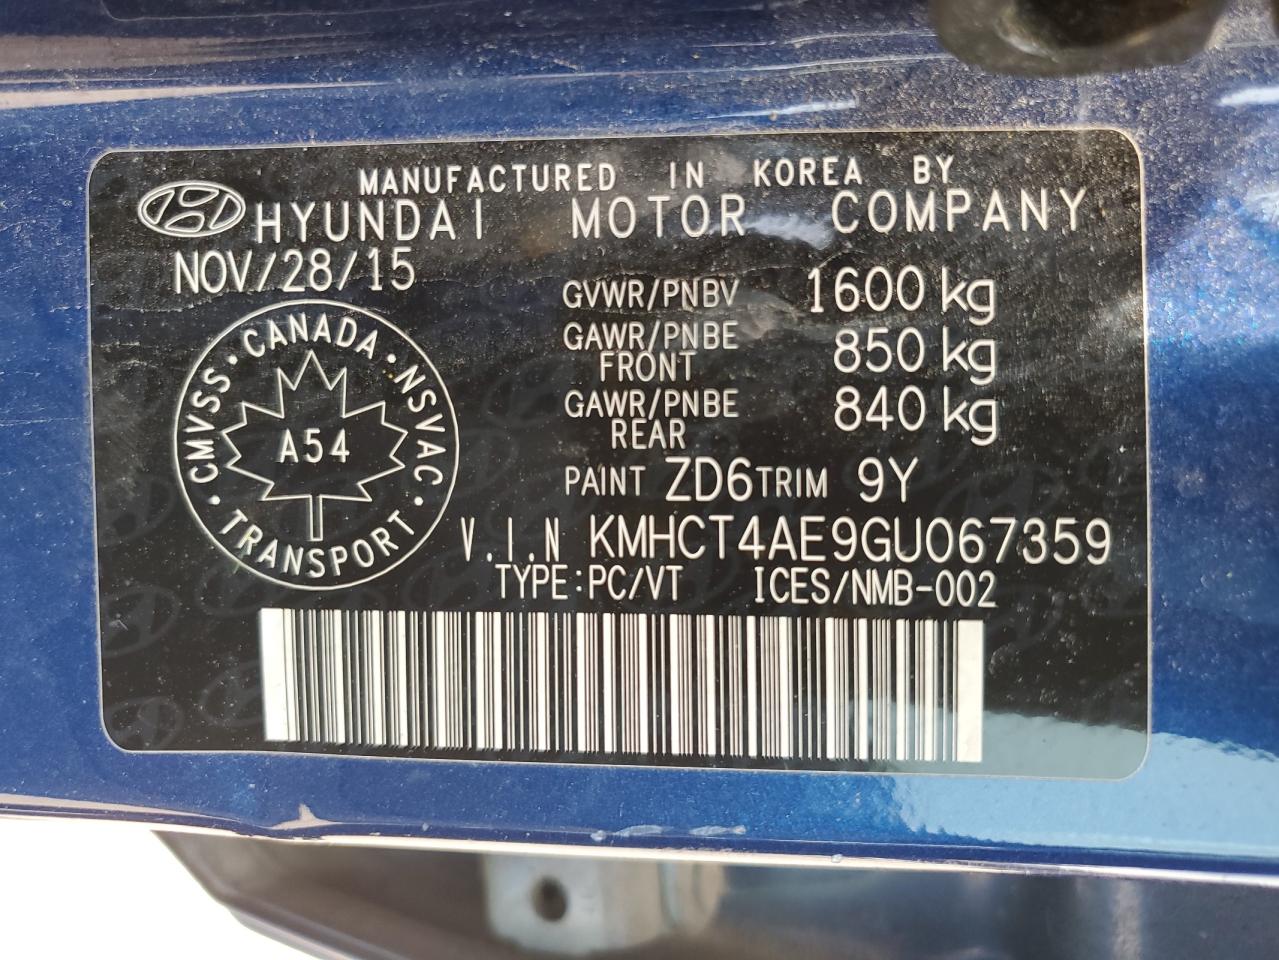 MANUFACTURED IN KOREA BY
HYUNDAI MOTOR COMPANY
NOV/28/15
GVWR/PNBV 1600 kg
GAWR/PNBE FRONT 850 kg
GAWR/PNBE REAR 840 kg
CANADA · NSVAC · TRANSPORT · CMVSS ·
A54
PAINT ZD6 TRIM 9Y
V.I.N KMHCT4AE9GU067359
TYPE:PC/VT ICES/NMB-002